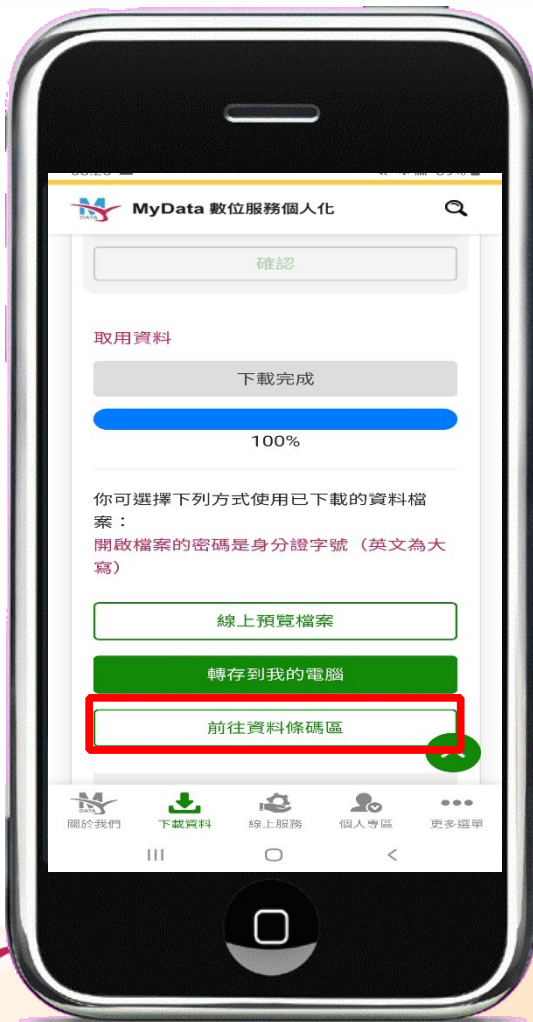 MyData 數位服務個人化
確認
取用資料
下載完成
100%
你可選擇下列方式使用已下載的資料檔
案：
開啟檔案的密碼是身分證字號（英文為大
寫）
線上預覽檔案
轉存到我的電腦
前往資料條碼區
關於我們 下載資料 線上服務 個人專區 更多選單